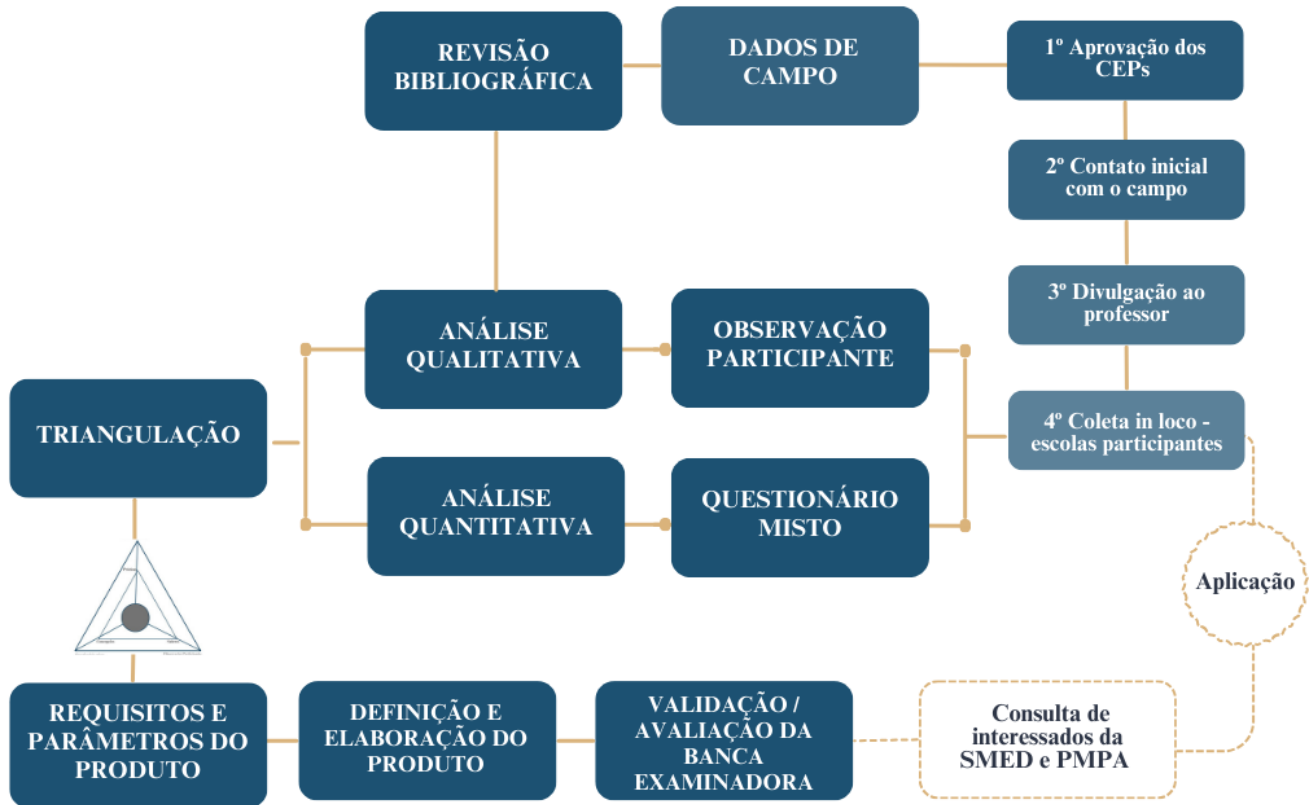 REVISÃO
BIBLIOGRÁFICA
DADOS DE
CAMPO
1º Aprovação dos
CEPs
2º Contato inicial
com o campo
3º Divulgação ao
professor
4º Coleta in loco -
escolas participantes
ANÁLISE
QUALITATIVA
OBSERVAÇÃO
PARTICIPANTE
TRIANGULAÇÃO
ANÁLISE
QUANTITATIVA
QUESTIONÁRIO
MISTO
Aplicação
REQUISITOS E
PARÂMETROS DO
PRODUTO
DEFINIÇÃO E
ELABORAÇÃO DO
PRODUTO
VALIDAÇÃO /
AVALIAÇÃO DA
BANCA
EXAMINADORA
Consulta de
interessados da
SMED e PMPA